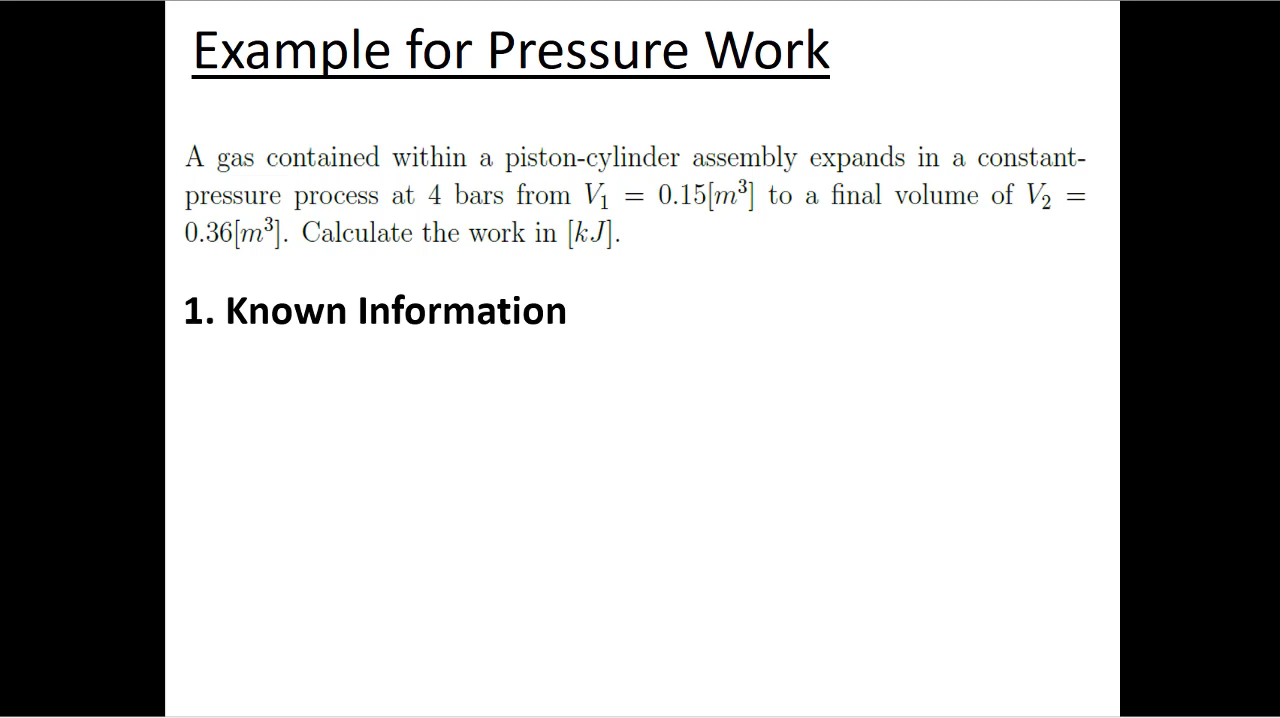 Example for Pressure Work
A gas contained within a piston-cylinder assembly expands in a constant-
pressure process at 4 bars from V₁ = 0.15[m³] to a final volume of V₂ =
0.36[m³]. Calculate the work in [kJ].
1. Known Information